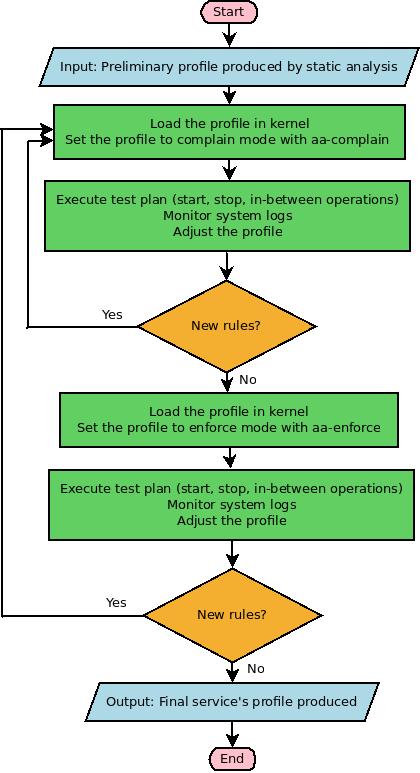 Start
Input: Preliminary profile produced by static analysis
Load the profile in kernel
Set the profile to complain mode with aa-complain
Execute test plan (start, stop, in-between operations)
Monitor system logs
Adjust the profile
New rules?
Yes
No
Load the profile in kernel
Set the profile to enforce mode with aa-enforce
Execute test plan (start, stop, in-between operations)
Monitor system logs
Adjust the profile
New rules?
Yes
No
Output: Final service's profile produced
End